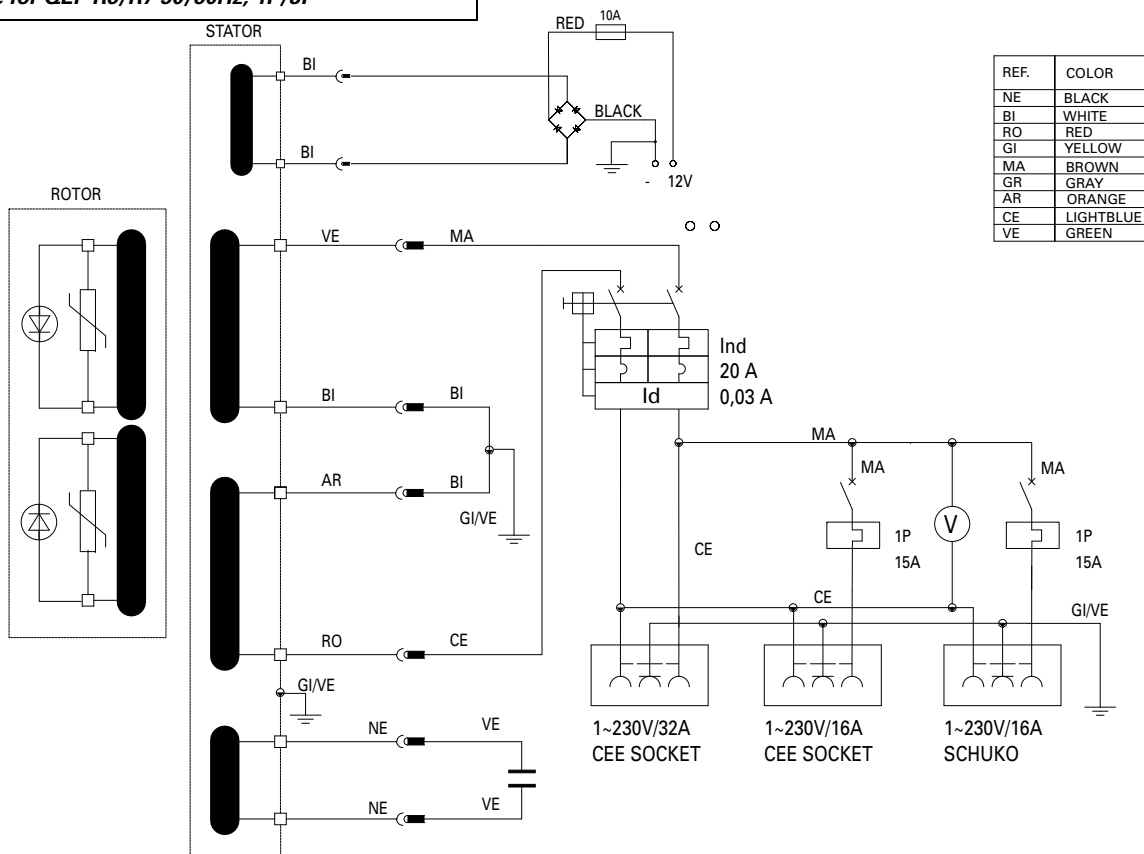 STATOR
RED
10A
BI
BLACK
BI
- 12V
REF. COLOR
NE BLACK
BI WHITE
RO RED
GI YELLOW
MA BROWN
GR GRAY
AR ORANGE
CE LIGHTBLUE
VE GREEN
ROTOR
VE MA
Ind
20 A
Id 0,03 A
BI BI
AR BI
GI/VE
MA
MA
MA
V
1P
15A
1P
15A
CE
CE
GI/VE
RO CE
GI/VE
1~230V/32A
CEE SOCKET
1~230V/16A
CEE SOCKET
1~230V/16A
SCHUKO
NE VE
NE VE